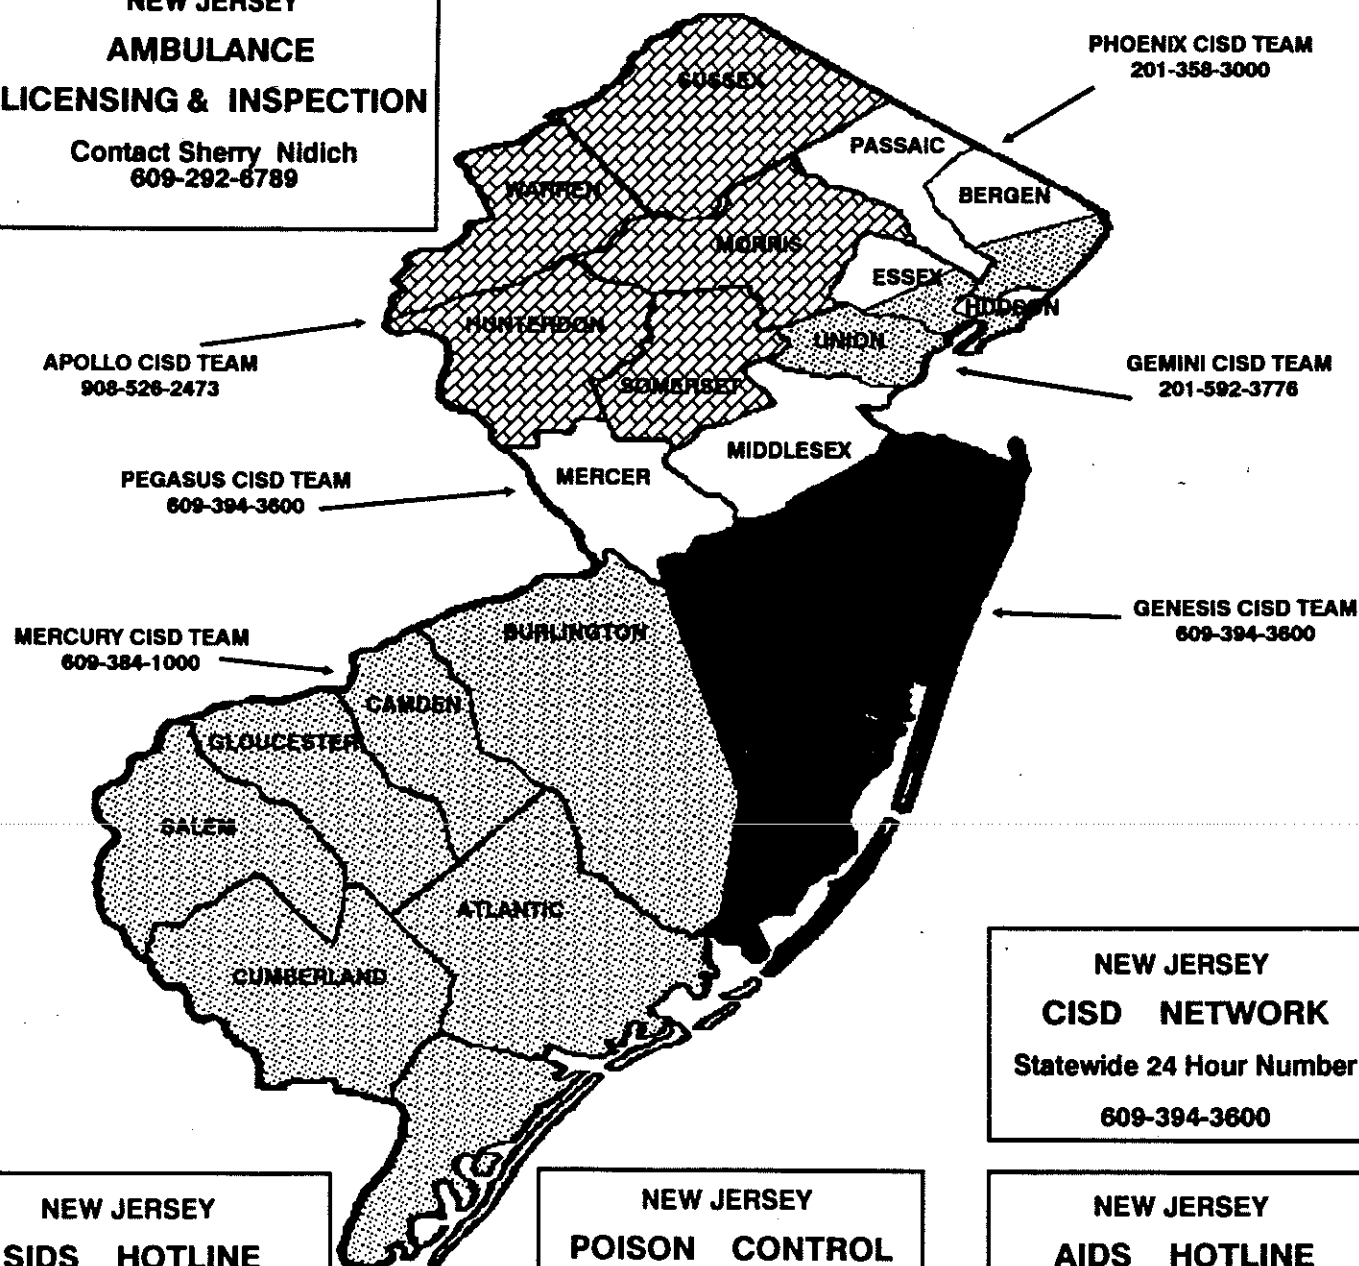 NEW JERSEY
AMBULANCE
LICENSING & INSPECTION
Contact Sherry Nidich
609-292-6789
PHOENIX CISD TEAM
201-358-3000
SUSSEX
PASSAIC
BERGEN
WARREN
MORRIS
ESSEX
HUDSON
HUNTERDON
UNION
APOLLO CISD TEAM
908-526-2473
SOMERSET
GEMINI CISD TEAM
201-592-3776
MIDDLESEX
MERCER
PEGASUS CISD TEAM
609-394-3600
GENESIS CISD TEAM
609-394-3600
BURLINGTON
MERCURY CISD TEAM
609-384-1000
CAMDEN
GLOUCESTER
SALEM
ATLANTIC
CUMBERLAND
NEW JERSEY
CISD NETWORK
Statewide 24 Hour Number
609-394-3600
NEW JERSEY
SIDS HOTLINE
NEW JERSEY
POISON CONTROL
NEW JERSEY
AIDS HOTLINE